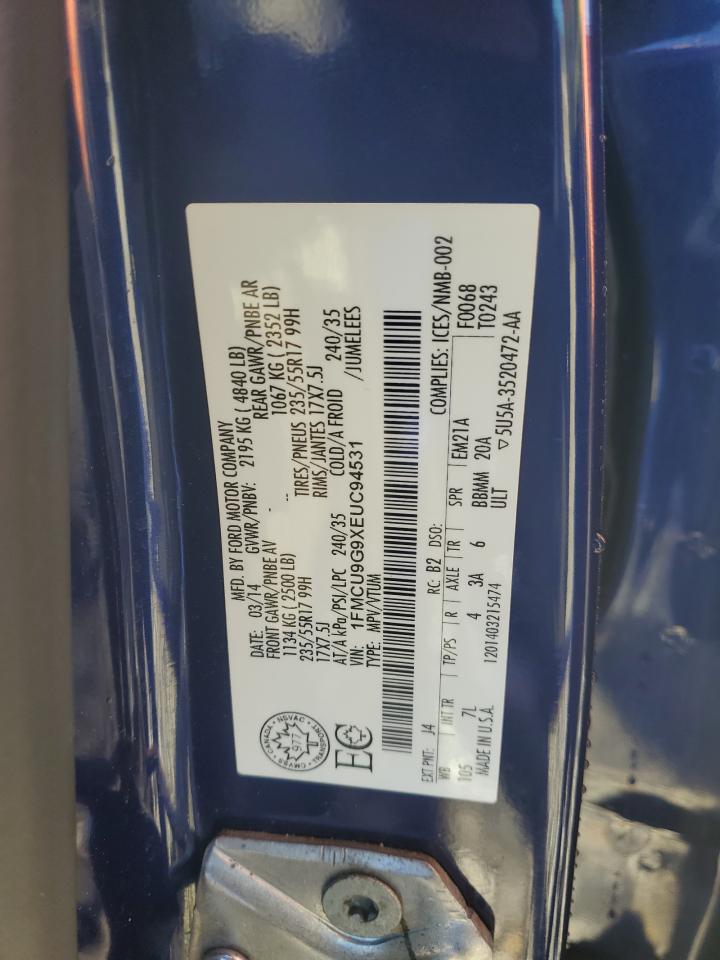 MFD. BY FORD MOTOR COMPANY
DATE: 03/14 GVWR/PNBV: 2195 KG ( 4840 LB)
FRONT GAWR/PNBE AV REAR GAWR/PNBE AR
1134 KG ( 2500 LB) 1067 KG ( 2352 LB)
235/55R17 99H TIRES/PNEUS 235/55R17 99H
17X7.5J RIMS/JANTES 17X7.5J
AT/A kPa/PSI/LPC 240/35 COLD/A FROID 240/35
VIN: 1FMCU9G9XEUC94531 /JUMELEES
TYPE: MPV/VTUM
CMVSS • CANADA • NSVAC • TRANSPORT
977
EC
EXT PNT: J4 RC: B2 DSO: COMPLIES: ICES/NMB-002
WB INT TR TP/PS R AXLE TR SPR EM21A F0068
105 7L 4 3A 6 BBMM 20A T0243
ULT
MADE IN U.S.A. 1201403215474 ▽5U5A-3520472-AA